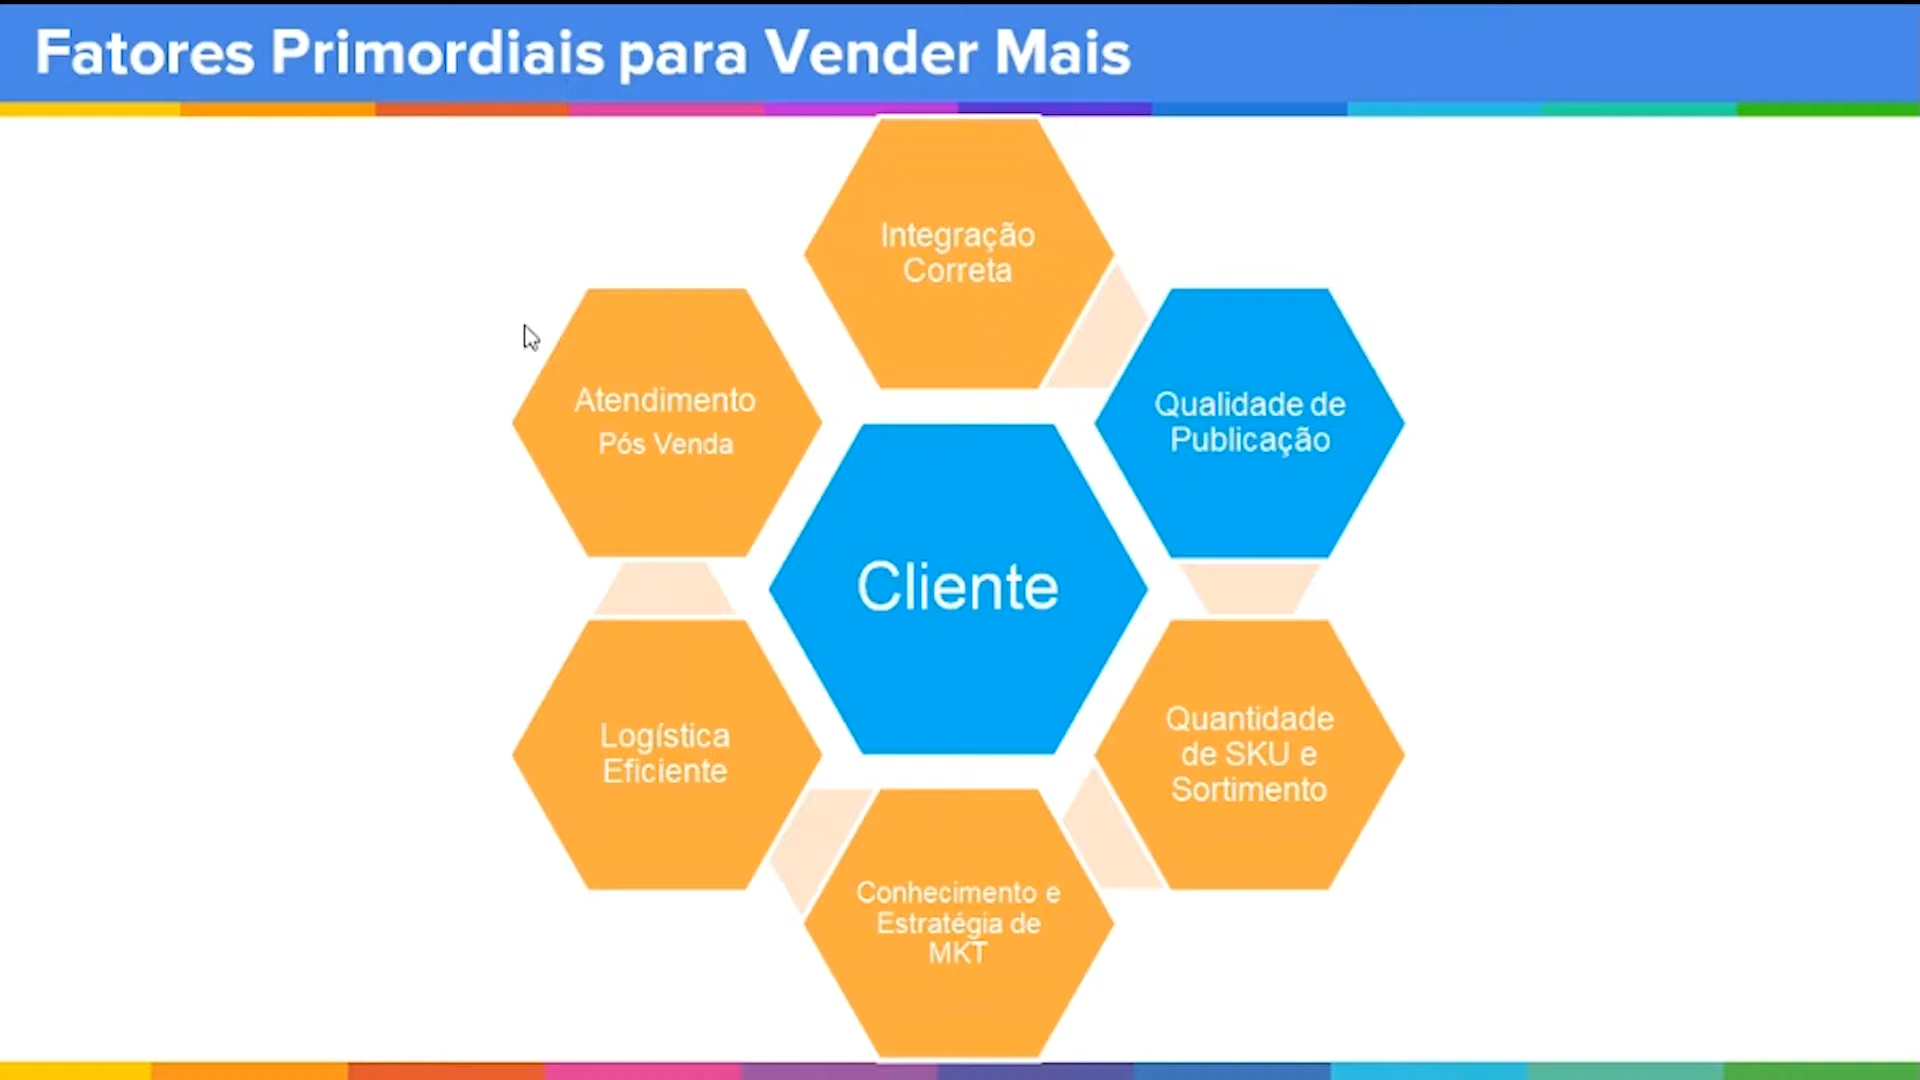 Fatores Primordiais para Vender Mais
Integração
Correta
Qualidade de
Publicação
Quantidade
de SKU e
Sortimento
Conhecimento e
Estratégia de
MKT
Logística
Eficiente
Atendimento
Pós Venda
Cliente